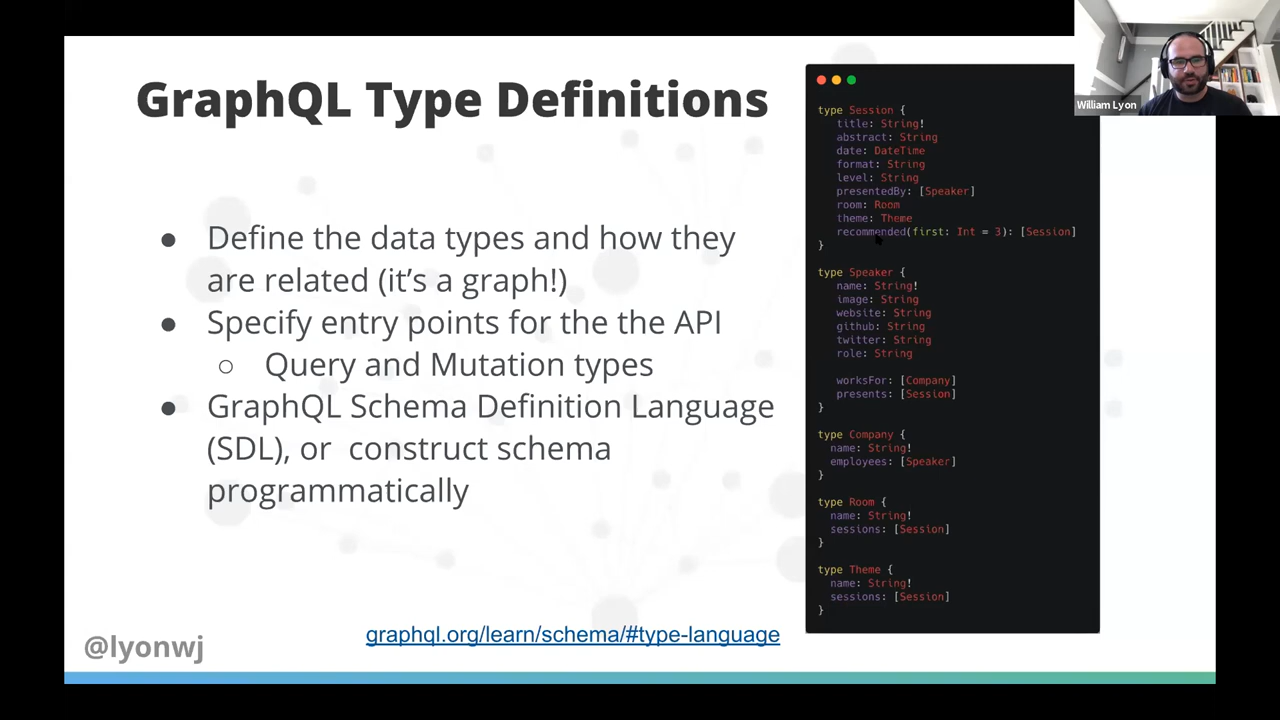 GraphQL Type Definitions
● Define the data types and how they
are related (it's a graph!)
● Specify entry points for the the API
○ Query and Mutation types
● GraphQL Schema Definition Language
(SDL), or construct schema
programmatically
graphql.org/learn/schema/#type-language
@lyonwj
type Session {
title: String!
abstract: String
date: DateTime
format: String
level: String
presentedBy: [Speaker]
room: Room
theme: Theme
recommended(first: Int = 3): [Session]
}
type Speaker {
name: String!
image: String
website: String
github: String
twitter: String
role: String
worksFor: [Company]
presents: [Session]
}
type Company {
name: String!
employees: [Speaker]
}
type Room {
name: String!
sessions: [Session]
}
type Theme {
name: String!
sessions: [Session]
}
William Lyon